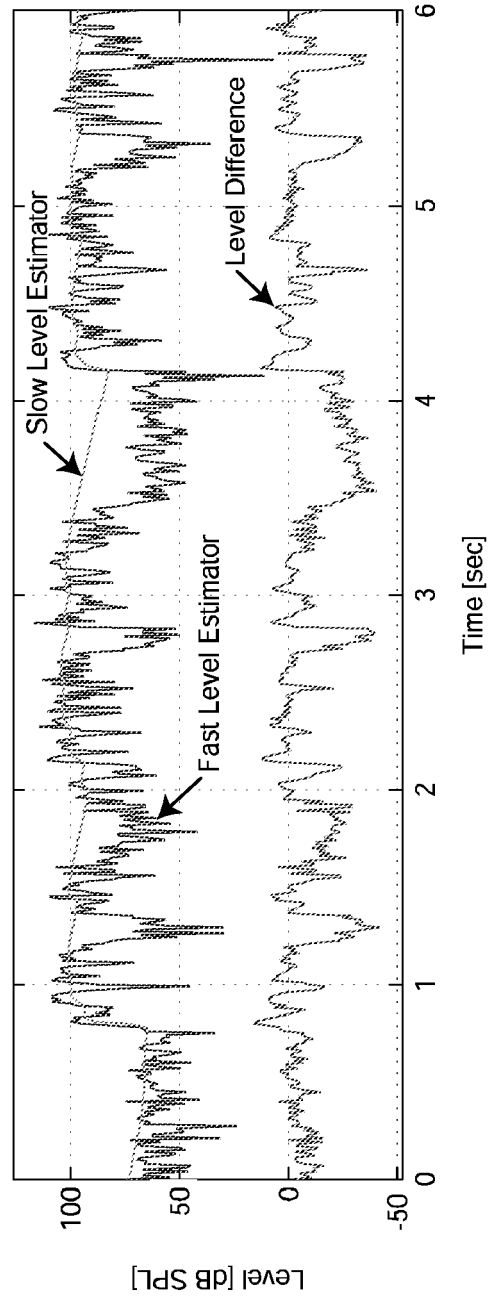 Level [dB SPL]
100
50
0
-50
Slow Level Estimator
Fast Level Estimator
Level Difference
0
1
2
3
4
5
6
Time [sec]